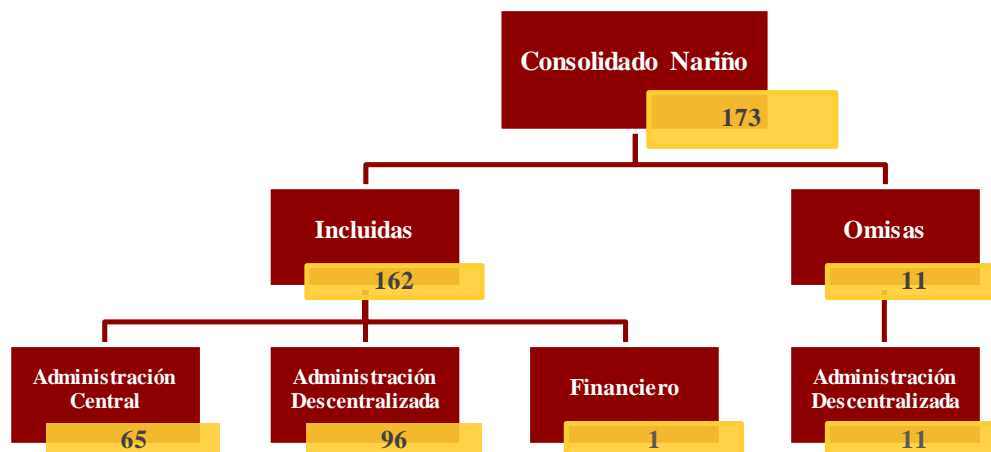 Consolidado Nariño
173
Incluidas
162
Omisas
11
Administración
Central
65
Administración
Descentralizada
96
Financiero
1
Administración
Descentralizada
11